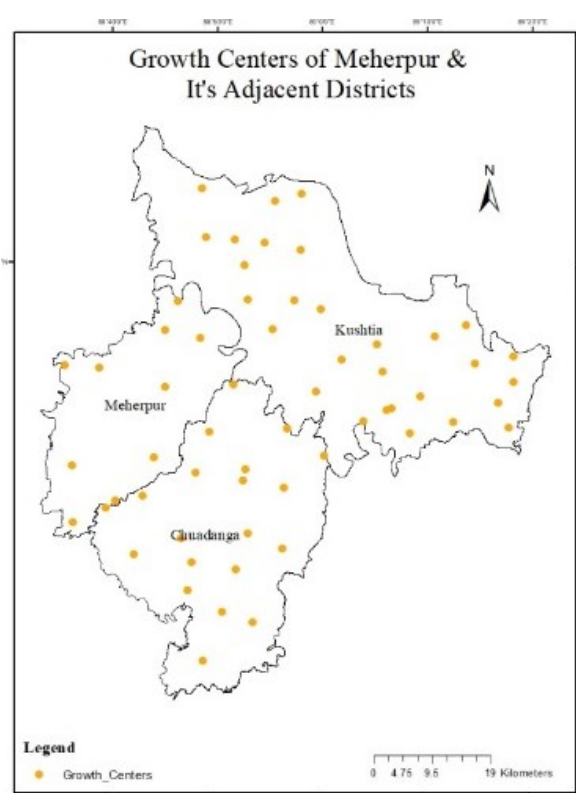 Growth Centers of Meherpur &
It's Adjacent Districts
N
Kushtia
Meherpur
Chuadanga
Legend
Growth_Centers
0 4.75 9.5 19 Kilometers